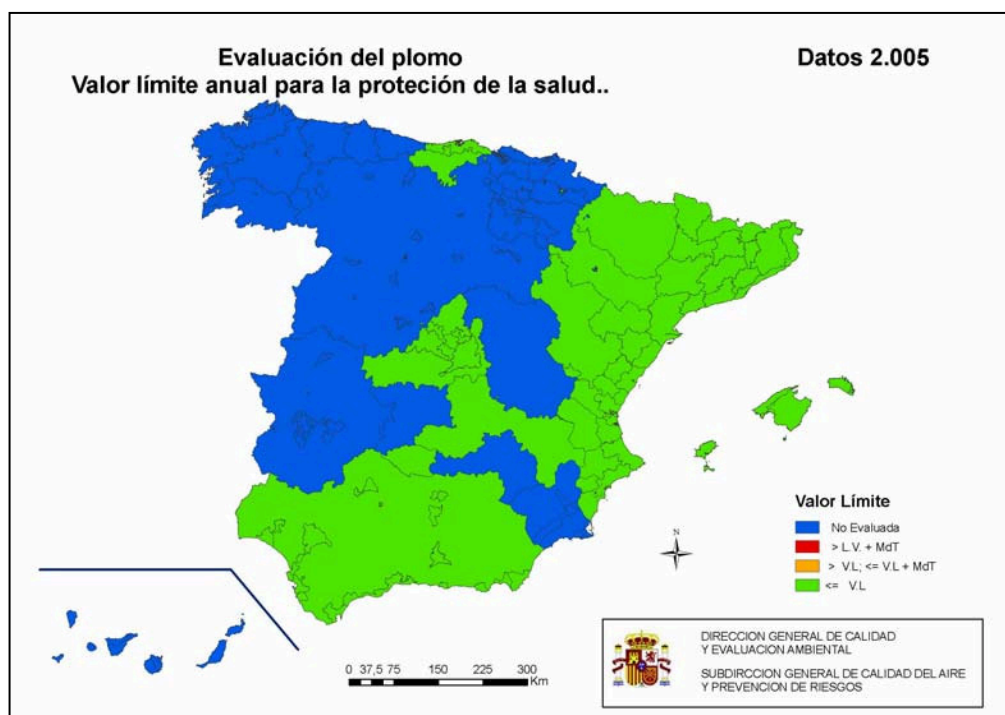 Evaluación del plomo
Valor límite anual para la proteción de la salud..
Datos 2.005
Valor Límite
No Evaluada
> L.V. + MdT
> V.L; <= V.L + MdT
<= V.L
N
0 37,5 75 150 225 300
Km
DIRECCION GENERAL DE CALIDAD
Y EVALUACION AMBIENTAL
SUBDIRCCION GENERAL DE CALIDAD DEL AIRE
Y PREVENCION DE RIESGOS